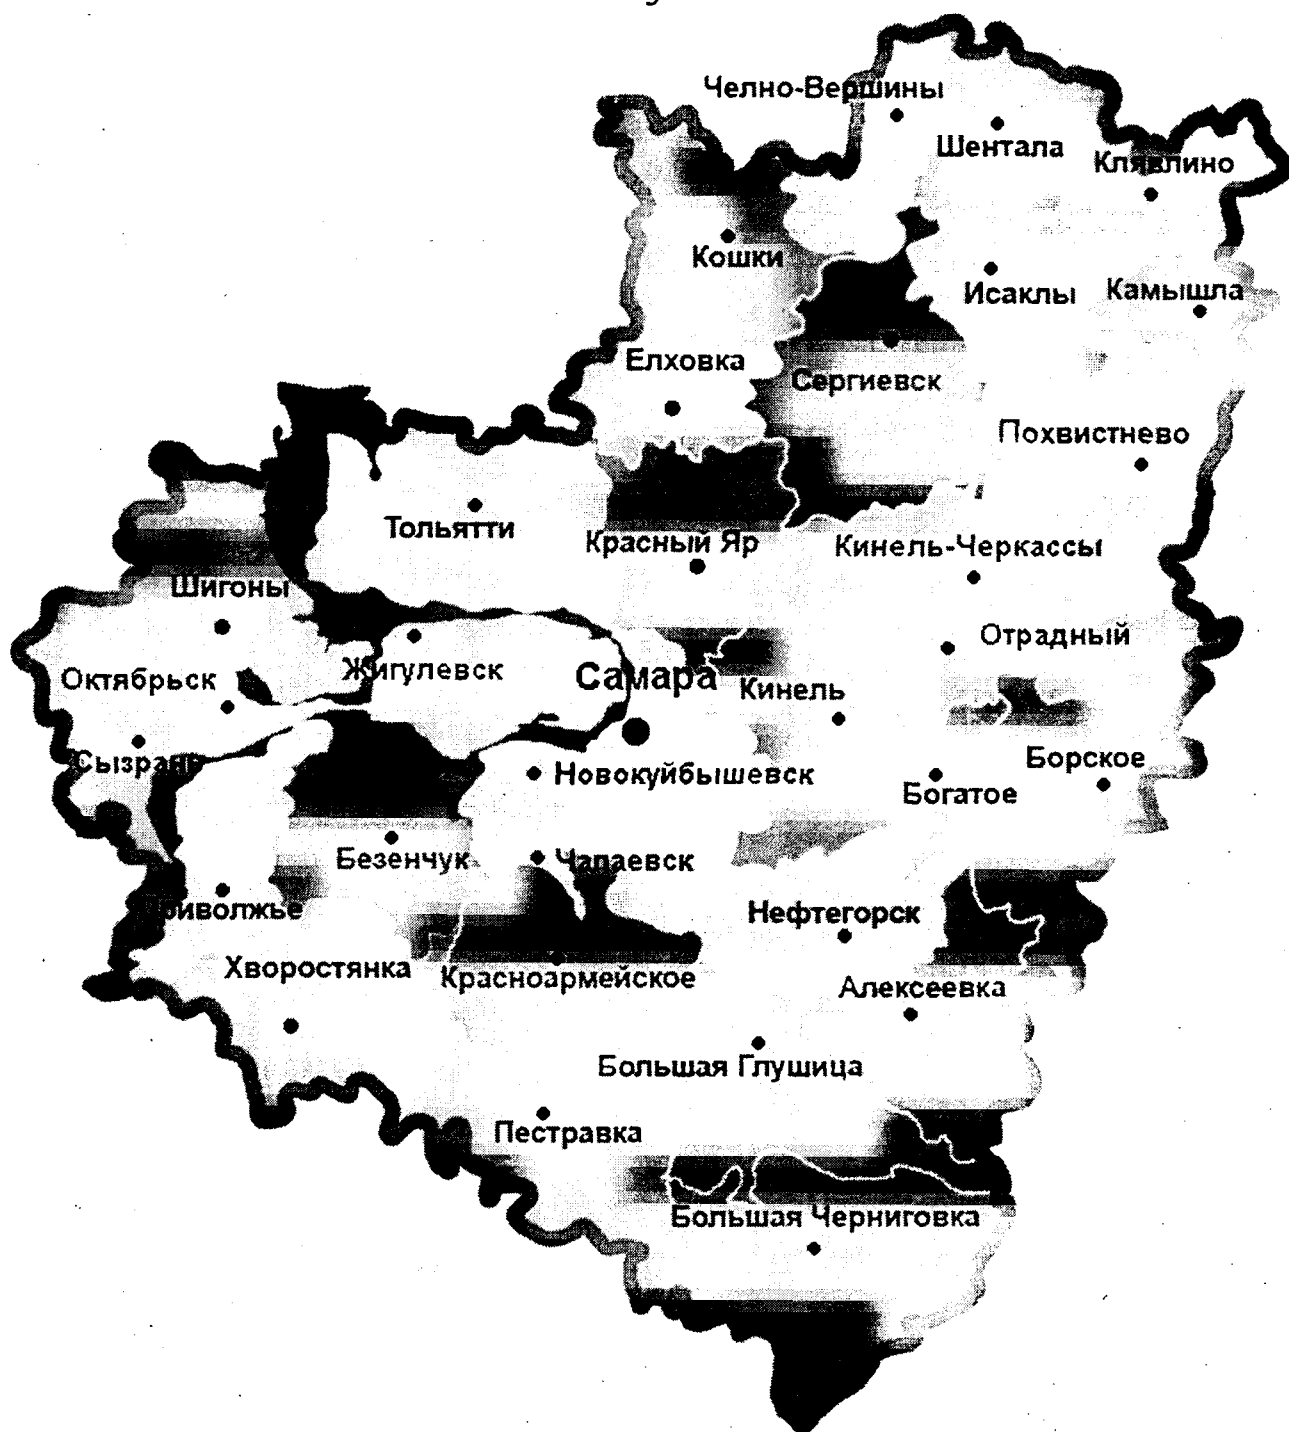 Челно-Вершины
Шентала
Клявлино
Кошки
Исаклы
Камышла
Елховка
Сергиевск
Похвистнево
Тольятти
Красный Яр
Кинель-Черкассы
Шигоны
Отрадный
Октябрьск
Жигулевск
Самара
Кинель
Сызрань
Новокуйбышевск
Борское
Богатое
Безенчук
Чапаевск
Приволжье
Нефтегорск
Хворостянка
Красноармейское
Алексеевка
Большая Глушица
Пестравка
Большая Черниговка